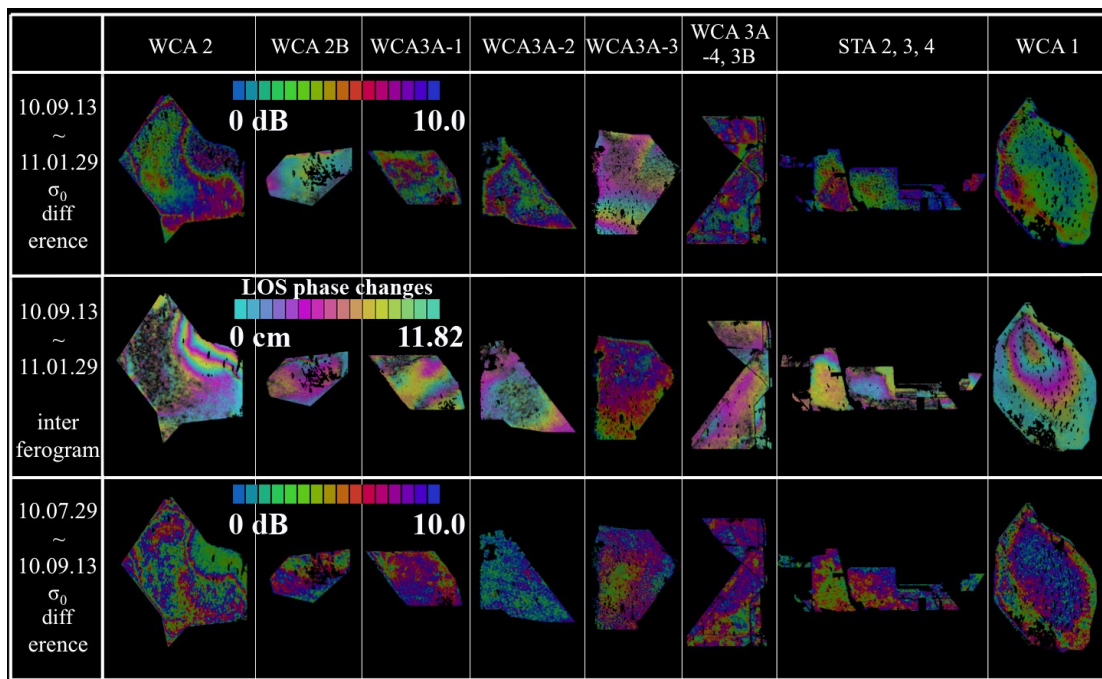 WCA 2
WCA 2B
WCA3A-1
WCA3A-2
WCA3A-3
WCA 3A
-4, 3B
STA 2, 3, 4
WCA 1
10.09.13
~
11.01.29
σ0
diff
erence
0 dB
10.0
10.09.13
~
11.01.29
inter
ferogram
LOS phase changes
0 cm
11.82
10.07.29
~
10.09.13
σ0
diff
erence
0 dB
10.0